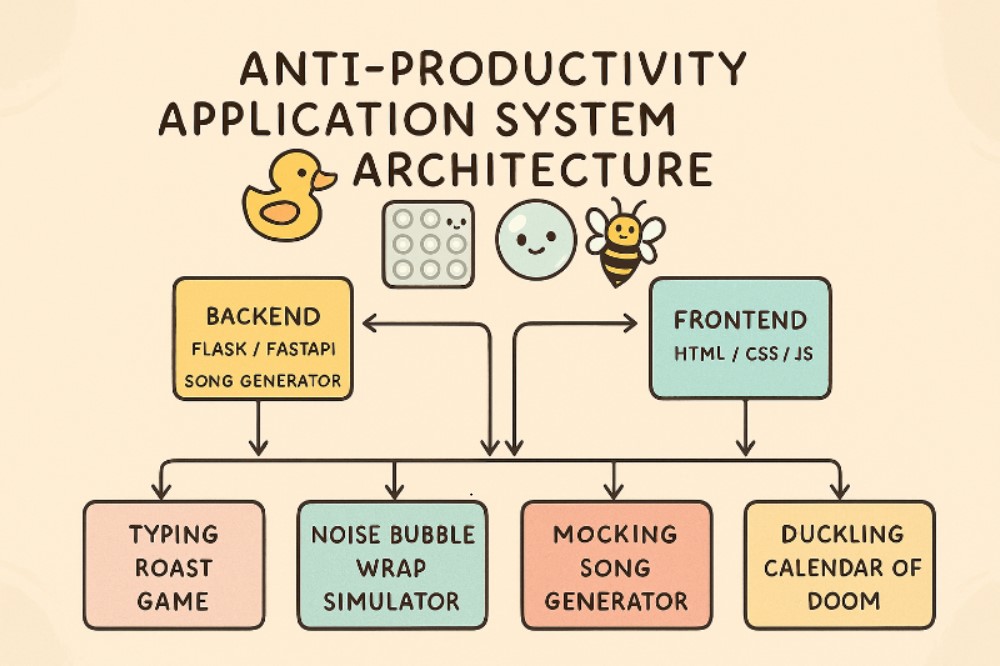 ANTI-PRODUCTIVITY
APPLICATION SYSTEM
ARCHITECTURE
BACKEND
FLASK / FASTAPI
SONG GENERATOR
FRONTEND
HTML / CSS / JS
TYPING
ROAST
GAME
NOISE BUBBLE
WRAP
SIMULATOR
MOCKING
SONG
GENERATOR
DUCKLING
CALENDAR OF
DOOM